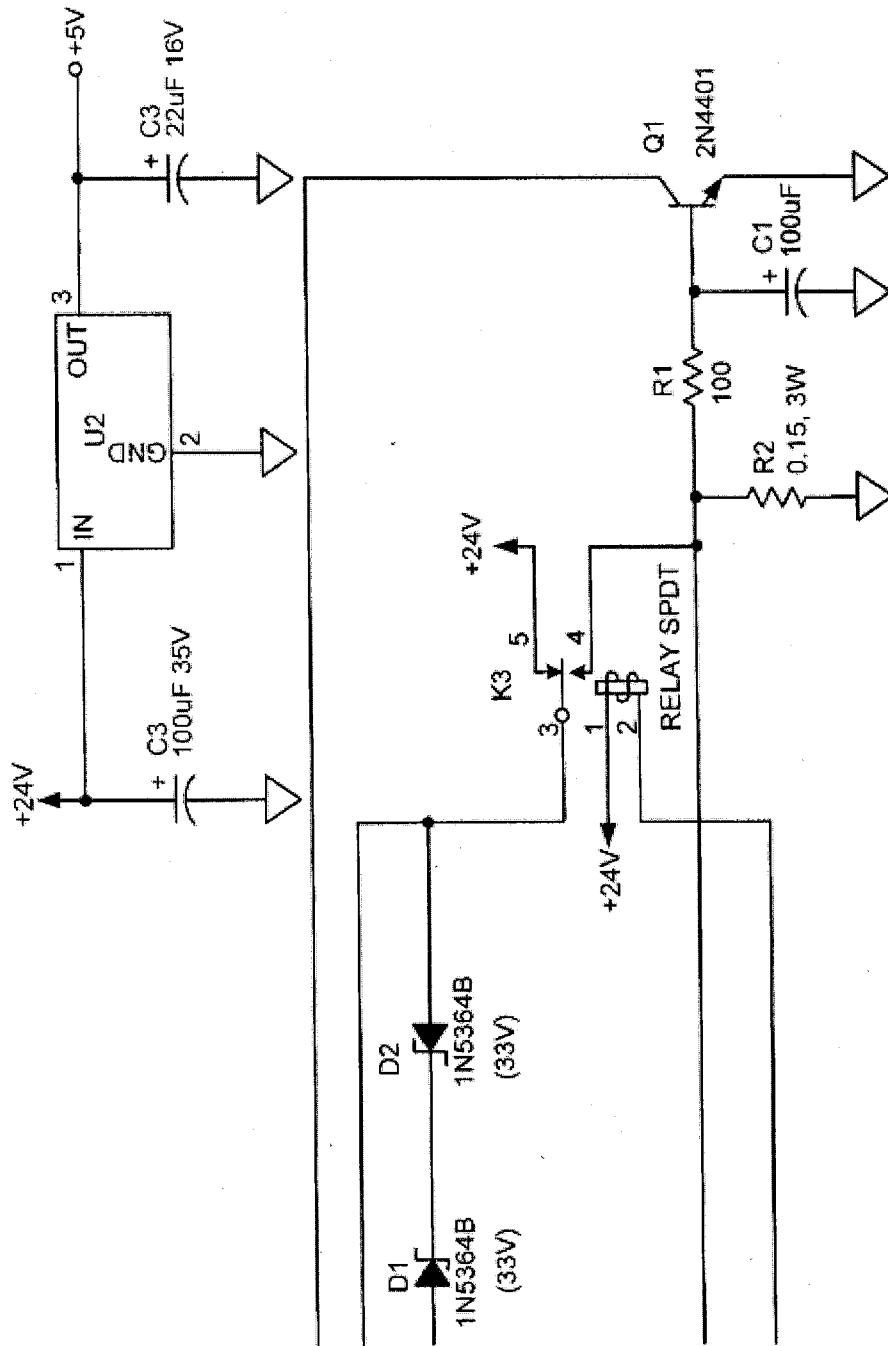 +24V
+5V
1
IN
U2
OUT
3
GND
2
C3
100uF 35V
C3
22uF 16V
D1
1N5364B
(33V)
D2
1N5364B
(33V)
K3
+24V
5
4
3
1
2
+24V
RELAY SPDT
R1
100
R2
0.15, 3W
C1
100uF
Q1
2N4401